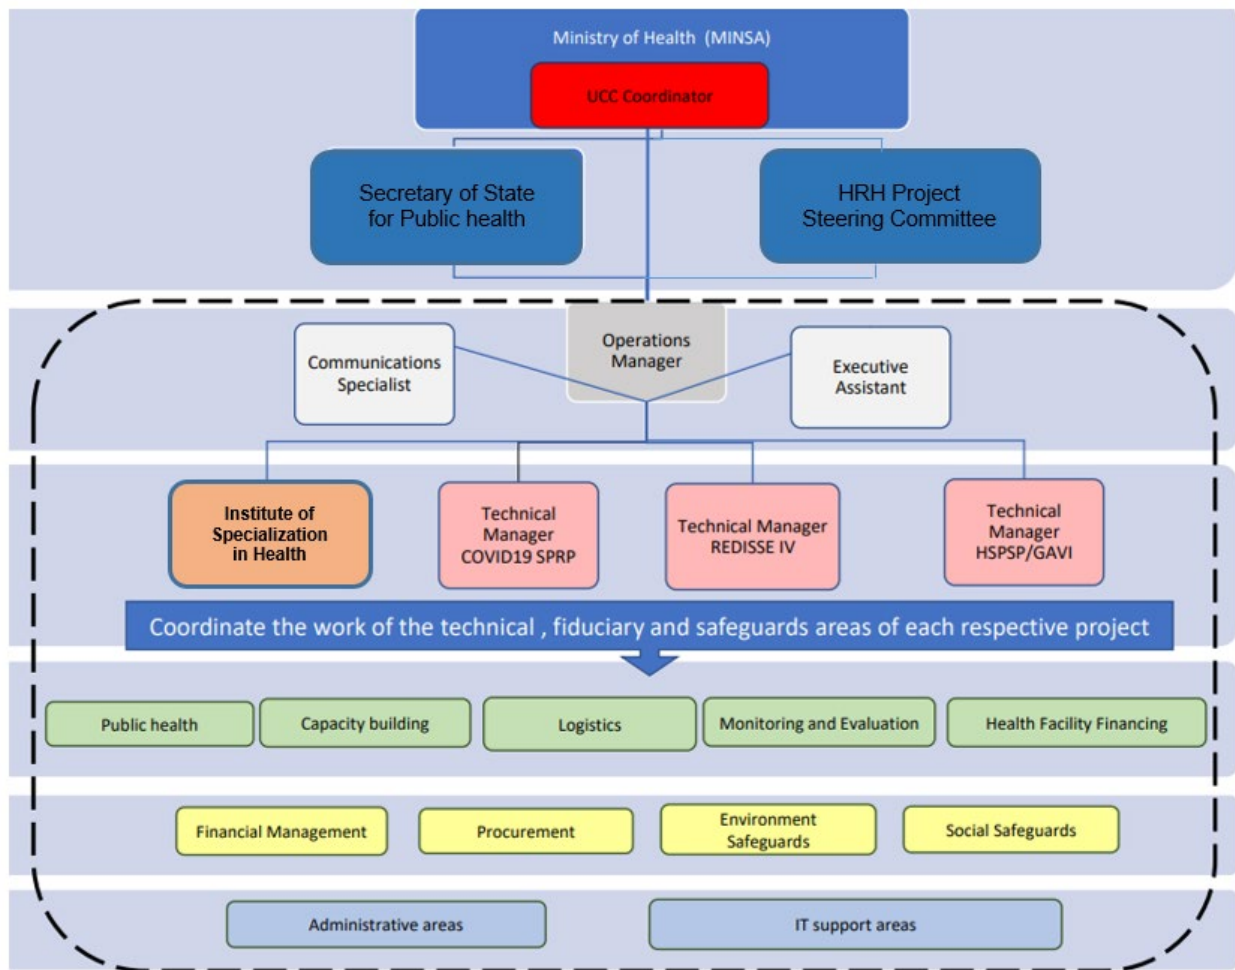 Ministry of Health (MINSA)
UCC Coordinator
Secretary of State
for Public health
HRH Project
Steering Committee
Operations
Manager
Communications
Specialist
Executive
Assistant
Institute of
Specialization
in Health
Technical
Manager
COVID19 SPRP
Technical Manager
REDISSE IV
Technical
Manager
HSPSP/GAVI
Coordinate the work of the technical , fiduciary and safeguards areas of each respective project
Public health
Capacity building
Logistics
Monitoring and Evaluation
Health Facility Financing
Financial Management
Procurement
Environment
Safeguards
Social Safeguards
Administrative areas
IT support areas